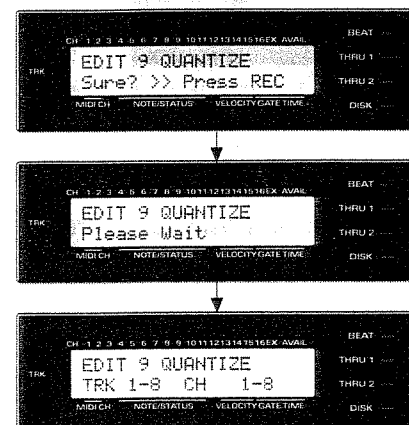 BEAT
CH 1 2 3 4 5 6 7 8 9 10 11 12 13 14 15 16 EX AVAIL
EDIT 9 QUANTIZE
THRU 1
TRK
Sure? >> Press REC
THRU 2
MIDI CH NOTE/STATUS VELOCITY GATE TIME
DISK
BEAT
CH 1 2 3 4 5 6 7 8 9 10 11 12 13 14 15 16 EX AVAIL
EDIT 9 QUANTIZE
THRU 1
TRK
Please Wait
THRU 2
MIDI CH NOTE/STATUS VELOCITY GATE TIME
DISK
BEAT
CH 1 2 3 4 5 6 7 8 9 10 11 12 13 14 15 16 EX AVAIL
EDIT 9 QUANTIZE
THRU 1
TRK
TRK 1-8 CH 1-8
THRU 2
MIDI CH NOTE/STATUS VELOCITY GATE TIME
DISK